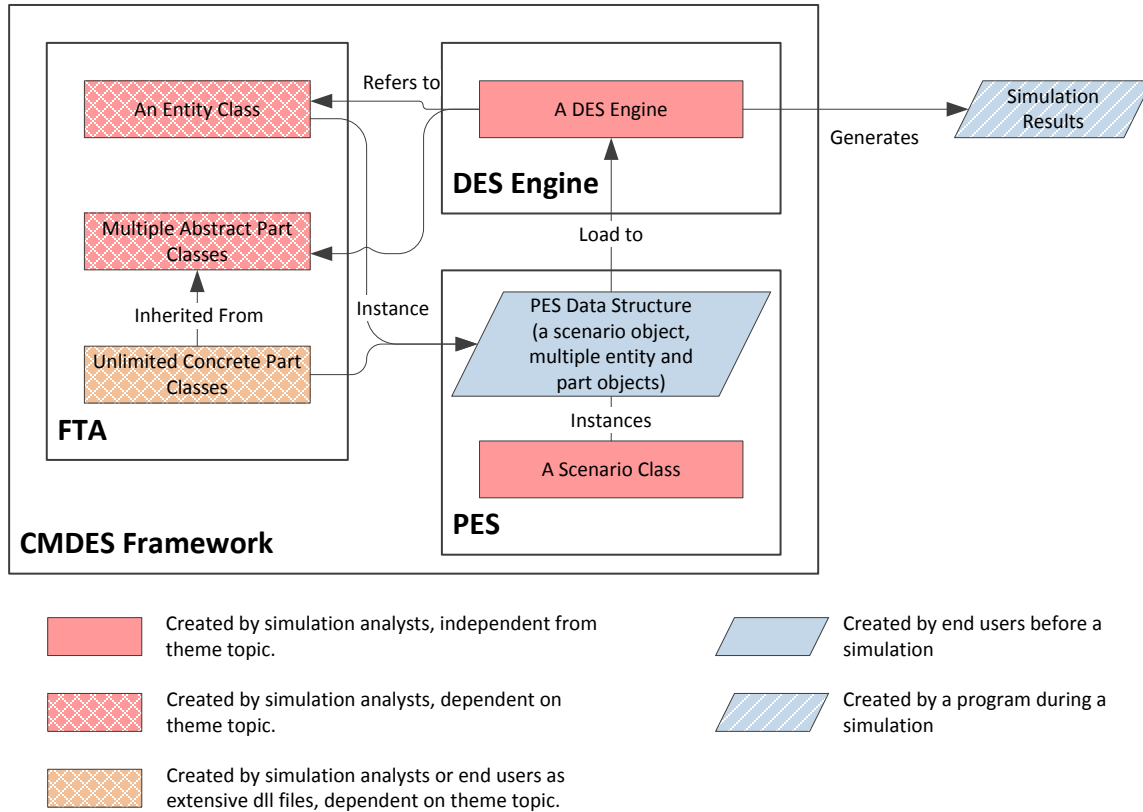 Refers to
An Entity Class
A DES Engine
Simulation
Results
Generates
DES Engine
Multiple Abstract Part
Classes
Load to
Inherited From
Instance
PES Data Structure
(a scenario object,
multiple entity and
part objects)
Unlimited Concrete Part
Classes
Instances
FTA
A Scenario Class
PES
CMDES Framework
Created by simulation analysts, independent from
theme topic.
Created by end users before a
simulation
Created by simulation analysts, dependent on
theme topic.
Created by a program during a
simulation
Created by simulation analysts or end users as
extensive dll files, dependent on theme topic.